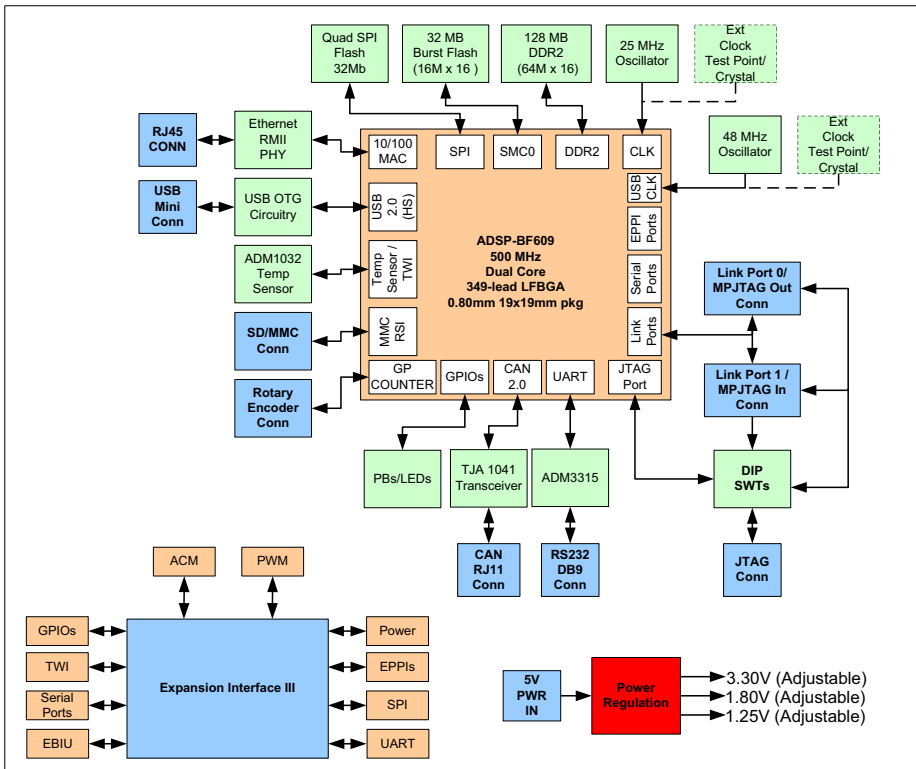 Quad SPI
Flash
32Mb
32 MB
Burst Flash
(16M x 16)
128 MB
DDR2
(64M x 16)
25 MHz
Oscillator
Ext
Clock
Test Point/
Crystal
48 MHz
Oscillator
Ext
Clock
Test Point/
Crystal
RJ45
CONN
Ethernet
RMII
PHY
10/100
MAC
SPI
SMC0
DDR2
CLK
USB
Mini
Conn
USB OTG
Circuitry
USB
2.0
(HS)
USB
CLK
ADM1032
Temp
Sensor
Temp
Sensor /
TWI
EPPI
Ports
ADSP-BF609
500 MHz
Dual Core
349-lead LFBGA
0.80mm 19x19mm pkg
Serial
Ports
SD/MMC
Conn
MMC
RSI
Link
Ports
Link Port 0/
MPJTAG Out
Conn
Rotary
Encoder
Conn
GP
COUNTER
GPIOs
CAN
2.0
UART
JTAG
Port
Link Port 1 /
MPJTAG In
Conn
PBs/LEDs
TJA 1041
Transceiver
ADM3315
DIP
SWTs
CAN
RJ11
Conn
RS232
DB9
Conn
JTAG
Conn
ACM
PWM
GPIOs
TWI
Serial
Ports
EBIU
Expansion Interface III
Power
EPPIs
SPI
UART
5V
PWR
IN
Power
Regulation
3.30V (Adjustable)
1.80V (Adjustable)
1.25V (Adjustable)